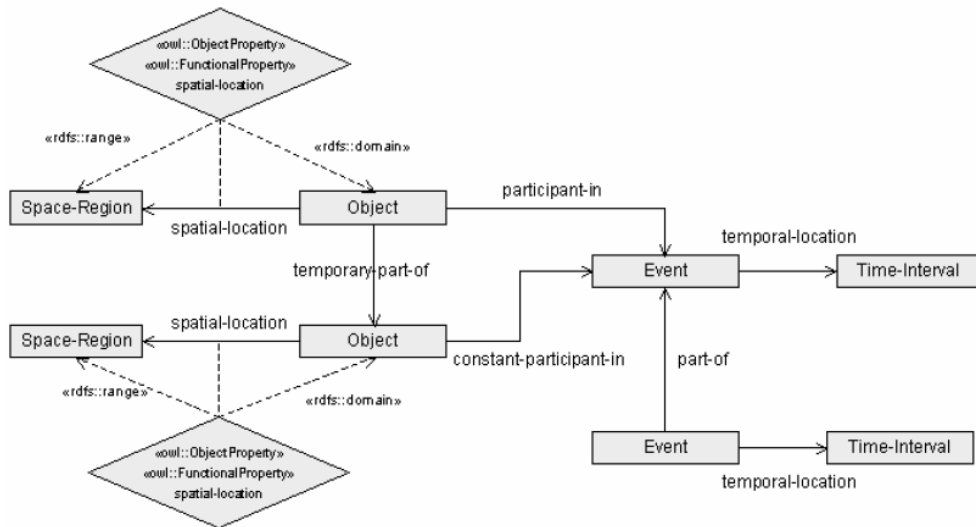 «owl::ObjectProperty»
«owl::FunctionalProperty»
spatial-location
«rdfs::range»
«rdfs::domain»
Space-Region
spatial-location
Object
participant-in
temporary-part-of
Event
temporal-location
Time-Interval
Space-Region
spatial-location
Object
constant-participant-in
part-of
«rdfs::range»
«rdfs::domain»
«owl::ObjectProperty»
«owl::FunctionalProperty»
spatial-location
Event
temporal-location
Time-Interval